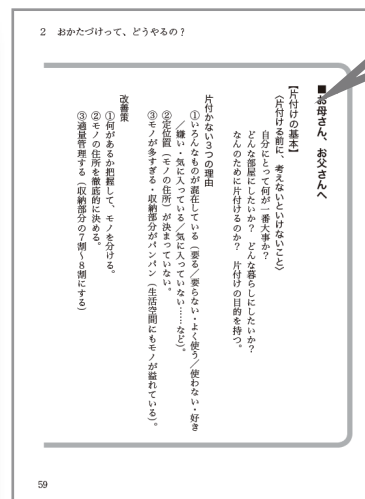 2 おかたづけって、どうやるの？
■お母さん、お父さんへ
【片付けの基本】
〈片付ける前に、考えないといけないこと〉
自分にとって何が一番大事か？
どんな部屋にしたいか？ どんな暮らしにしたいか？
なんのために片付けるのか？ 片付けの目的を持つ。
片付かない３つの理由
①いろんなものが混在している（要る／要らない・よく使う／使わない・好き
／嫌い・気に入っている／気に入っていない……など）。
②定位置（モノの住所）が決まっていない。
③モノが多すぎる・収納部分がパンパン（生活空間にもモノが溢れている）。
改善策
①何があるか把握して、モノを分ける。
②モノの住所を徹底的に決める。
③適量管理する（収納部分の７割〜８割にする）
59